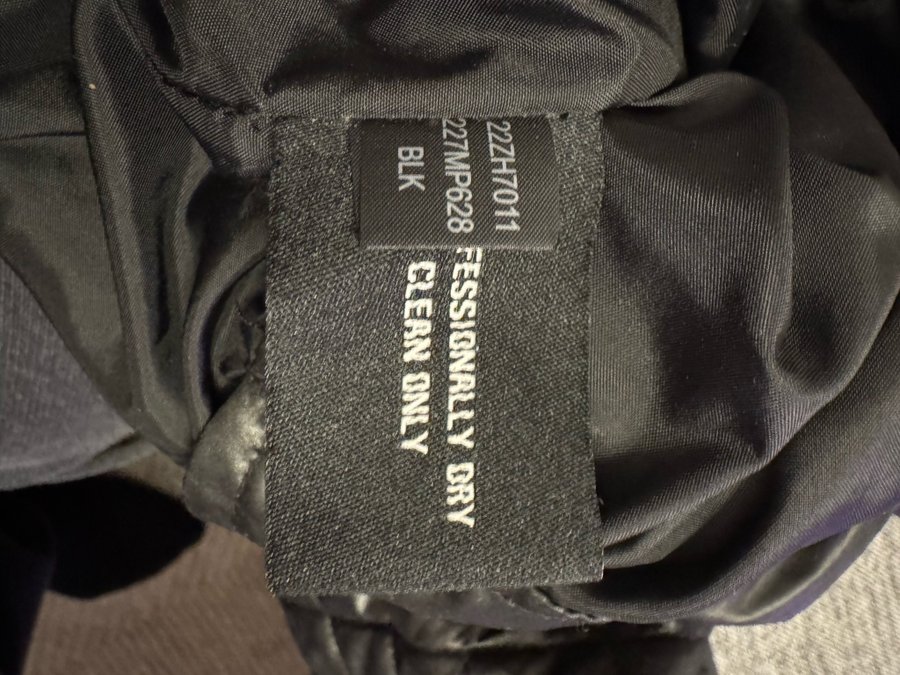 22ZH7011
227MP628
BLK
FESSIONALLY DRY
CLEAN ONLY